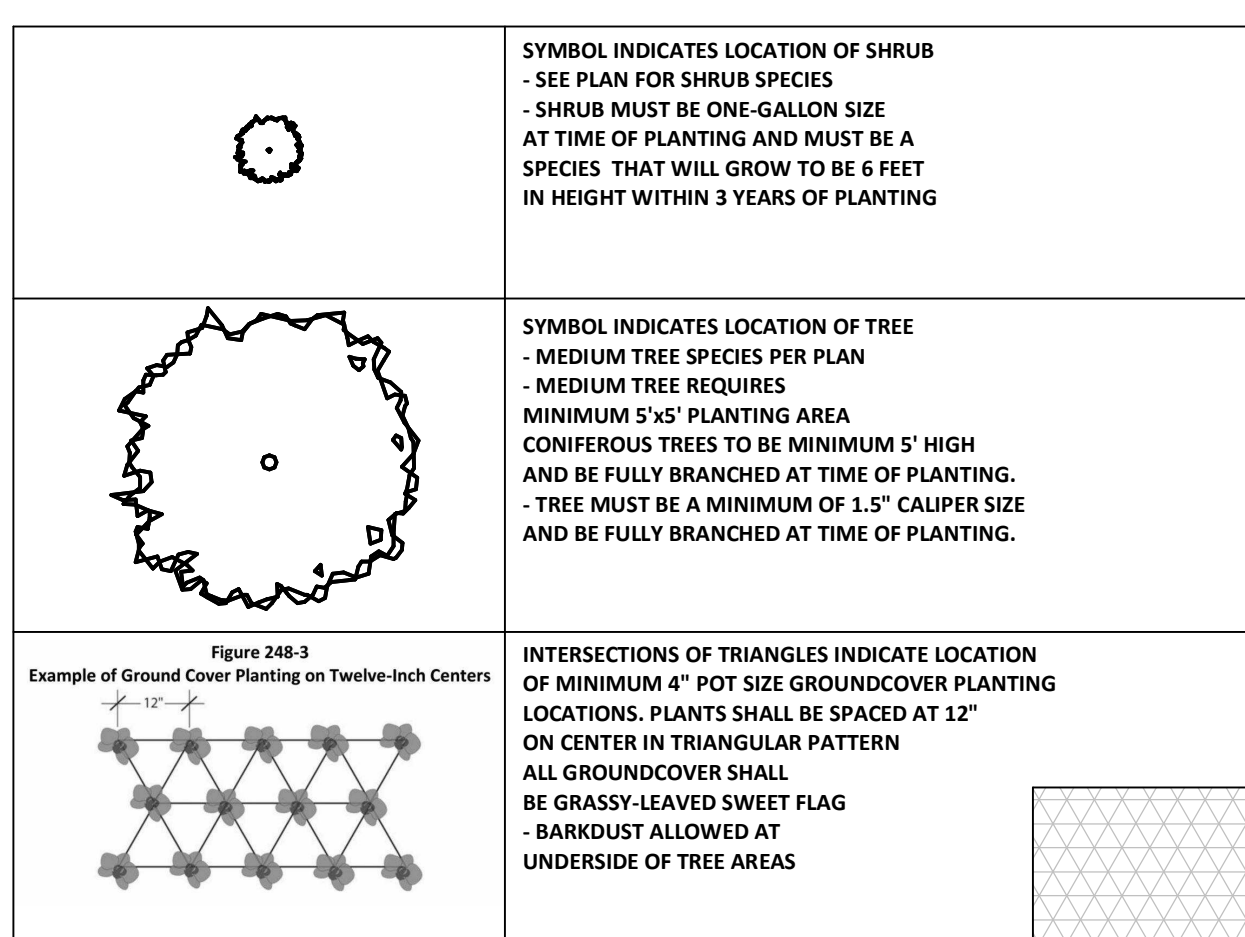 SYMBOL INDICATES LOCATION OF SHRUB
- SEE PLAN FOR SHRUB SPECIES
- SHRUB MUST BE ONE-GALLON SIZE
AT TIME OF PLANTING AND MUST BE A
SPECIES THAT WILL GROW TO BE 6 FEET
IN HEIGHT WITHIN 3 YEARS OF PLANTING
SYMBOL INDICATES LOCATION OF TREE
- MEDIUM TREE SPECIES PER PLAN
- MEDIUM TREE REQUIRES
MINIMUM 5'x5' PLANTING AREA
CONIFEROUS TREES TO BE MINIMUM 5' HIGH
AND BE FULLY BRANCHED AT TIME OF PLANTING.
- TREE MUST BE A MINIMUM OF 1.5" CALIPER SIZE
AND BE FULLY BRANCHED AT TIME OF PLANTING.
Figure 248-3
Example of Ground Cover Planting on Twelve-Inch Centers
12"
INTERSECTIONS OF TRIANGLES INDICATE LOCATION
OF MINIMUM 4" POT SIZE GROUNDCOVER PLANTING
LOCATIONS. PLANTS SHALL BE SPACED AT 12"
ON CENTER IN TRIANGULAR PATTERN
ALL GROUNDCOVER SHALL
BE GRASSY-LEAVED SWEET FLAG
- BARKDUST ALLOWED AT
UNDERSIDE OF TREE AREAS